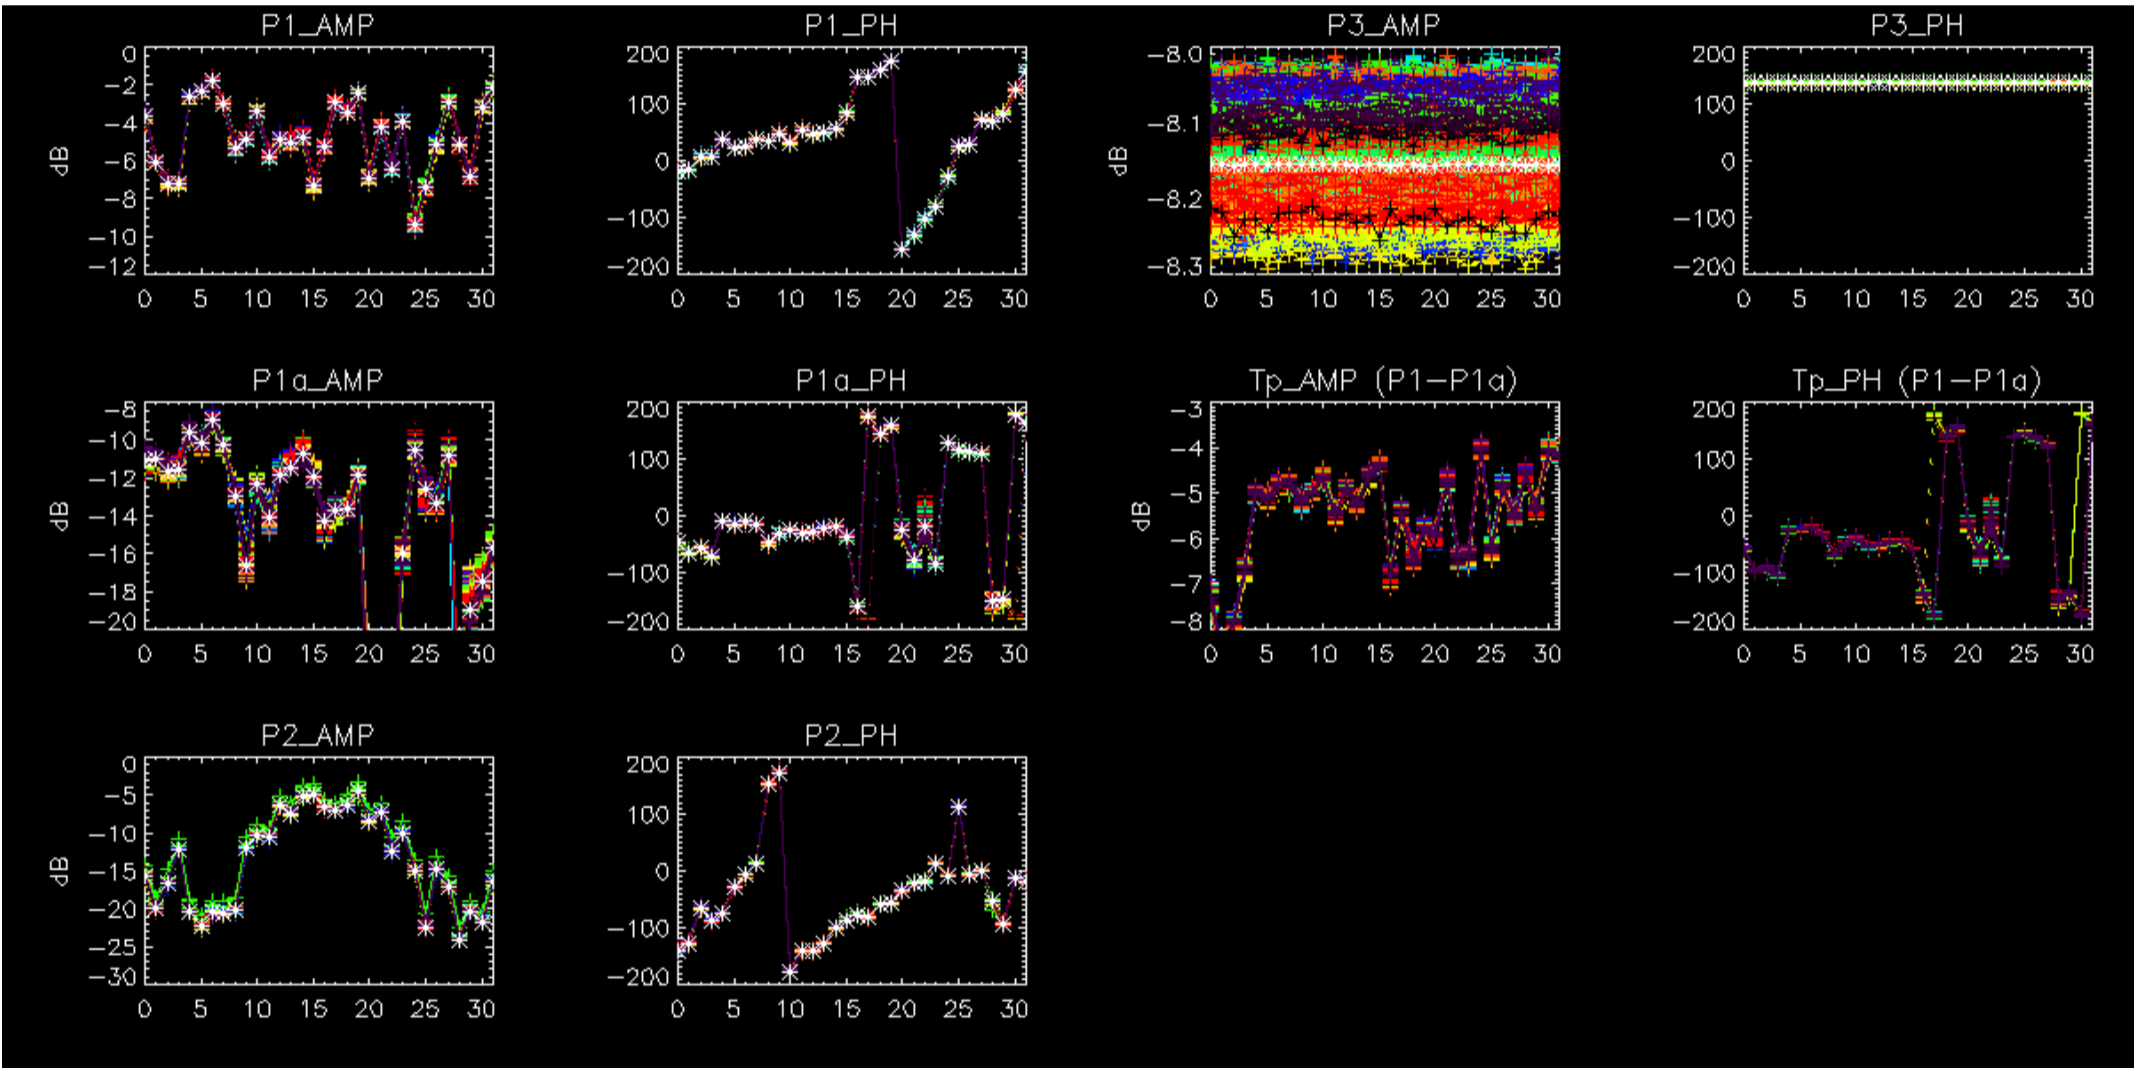 P1_AMP
P1_PH
P3_AMP
P3_PH
0
-2
-4
-6
-8
-10
-12
dB
0 5 10 15 20 25 30
200
100
0
-100
-200
0 5 10 15 20 25 30
-8.0
-8.1
-8.2
-8.3
dB
0 5 10 15 20 25 30
200
100
0
-100
-200
0 5 10 15 20 25 30
P1a_AMP
P1a_PH
Tp_AMP (P1-P1a)
Tp_PH (P1-P1a)
-8
-10
-12
-14
-16
-18
-20
dB
0 5 10 15 20 25 30
200
100
0
-100
-200
0 5 10 15 20 25 30
-3
-4
-5
-6
-7
-8
dB
0 5 10 15 20 25 30
200
100
0
-100
-200
0 5 10 15 20 25 30
P2_AMP
P2_PH
0
-5
-10
-15
-20
-25
-30
dB
0 5 10 15 20 25 30
200
100
0
-100
-200
0 5 10 15 20 25 30